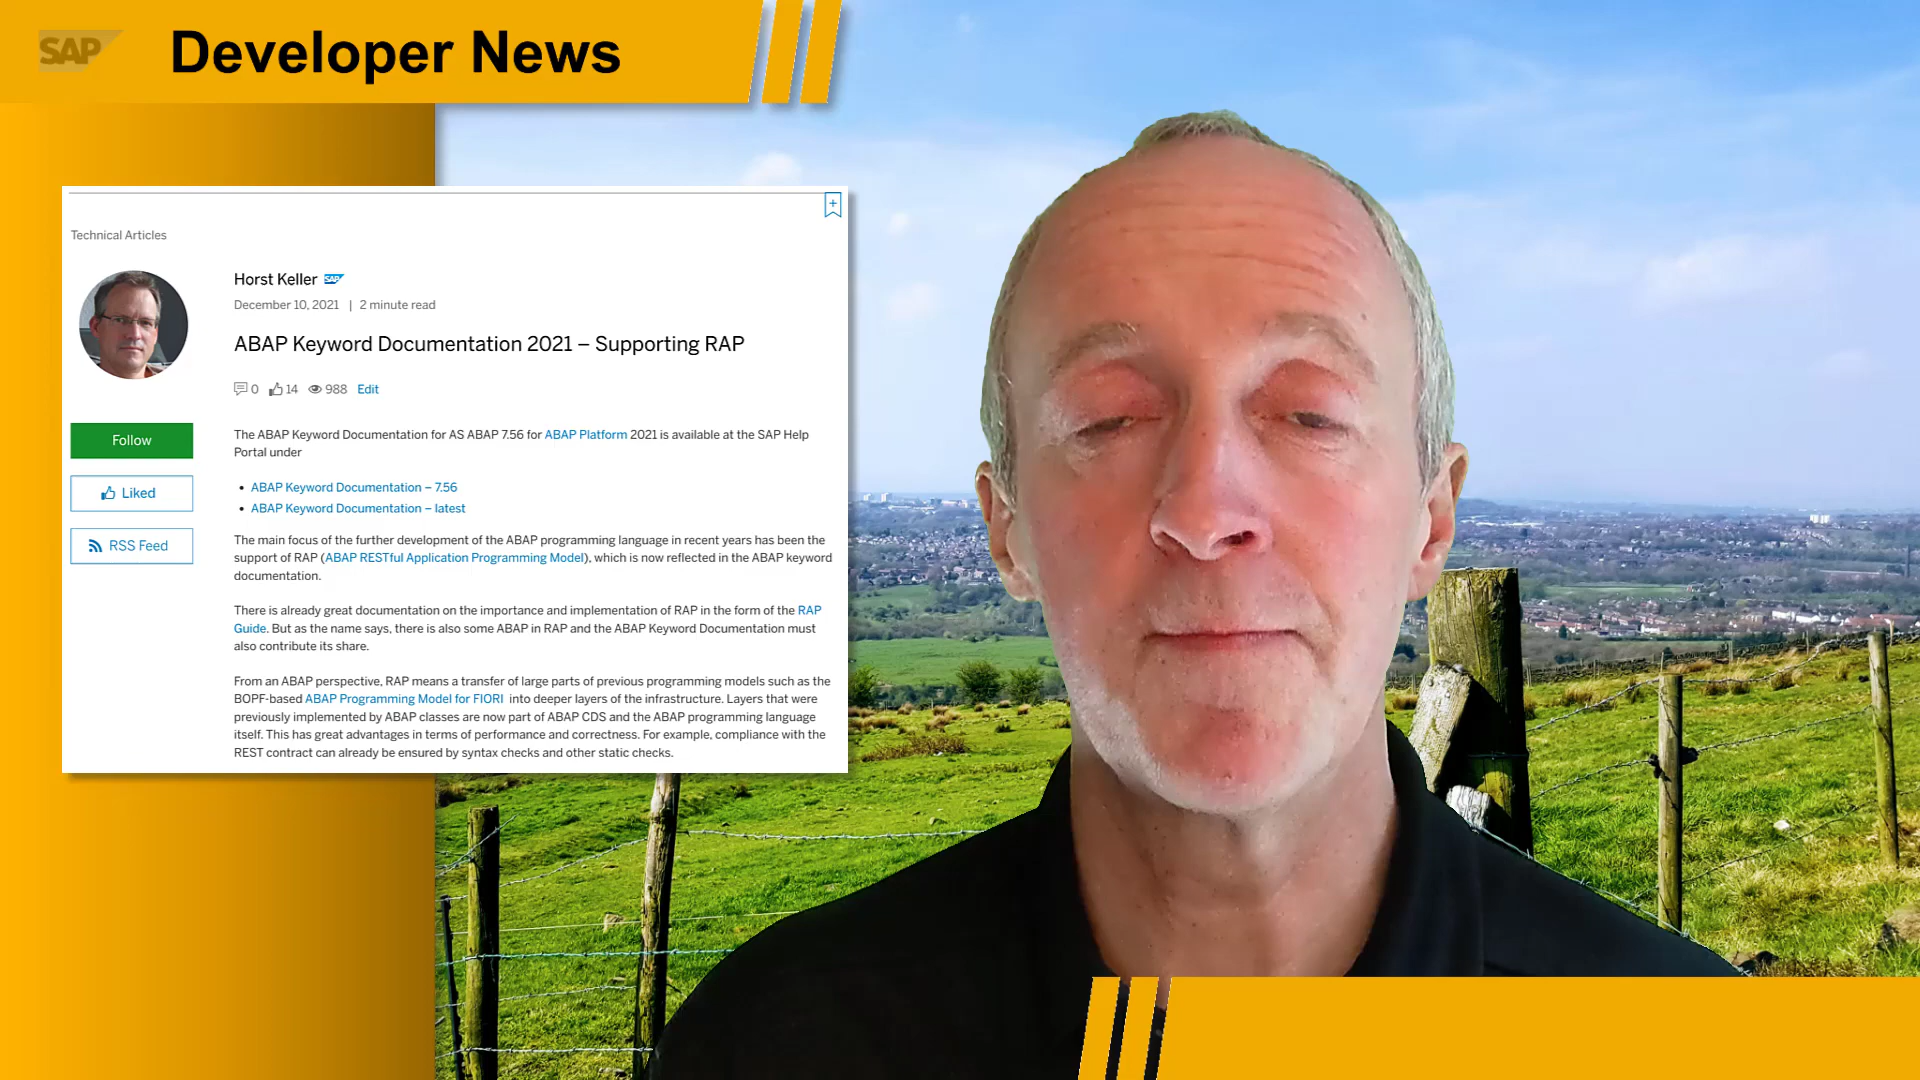 SAP Developer News
Technical Articles
Horst Keller SAP
December 10, 2021 | 2 minute read
ABAP Keyword Documentation 2021 – Supporting RAP
0 14 988 Edit
Follow
Liked
RSS Feed
The ABAP Keyword Documentation for AS ABAP 7.56 for ABAP Platform 2021 is available at the SAP Help
Portal under
• ABAP Keyword Documentation – 7.56
• ABAP Keyword Documentation – latest
The main focus of the further development of the ABAP programming language in recent years has been the
support of RAP (ABAP RESTful Application Programming Model), which is now reflected in the ABAP keyword
documentation.
There is already great documentation on the importance and implementation of RAP in the form of the RAP
Guide. But as the name says, there is also some ABAP in RAP and the ABAP Keyword Documentation must
also contribute its share.
From an ABAP perspective, RAP means a transfer of large parts of previous programming models such as the
BOPF-based ABAP Programming Model for FIORI into deeper layers of the infrastructure. Layers that were
previously implemented by ABAP classes are now part of ABAP CDS and the ABAP programming language
itself. This has great advantages in terms of performance and correctness. For example, compliance with the
REST contract can already be ensured by syntax checks and other static checks.